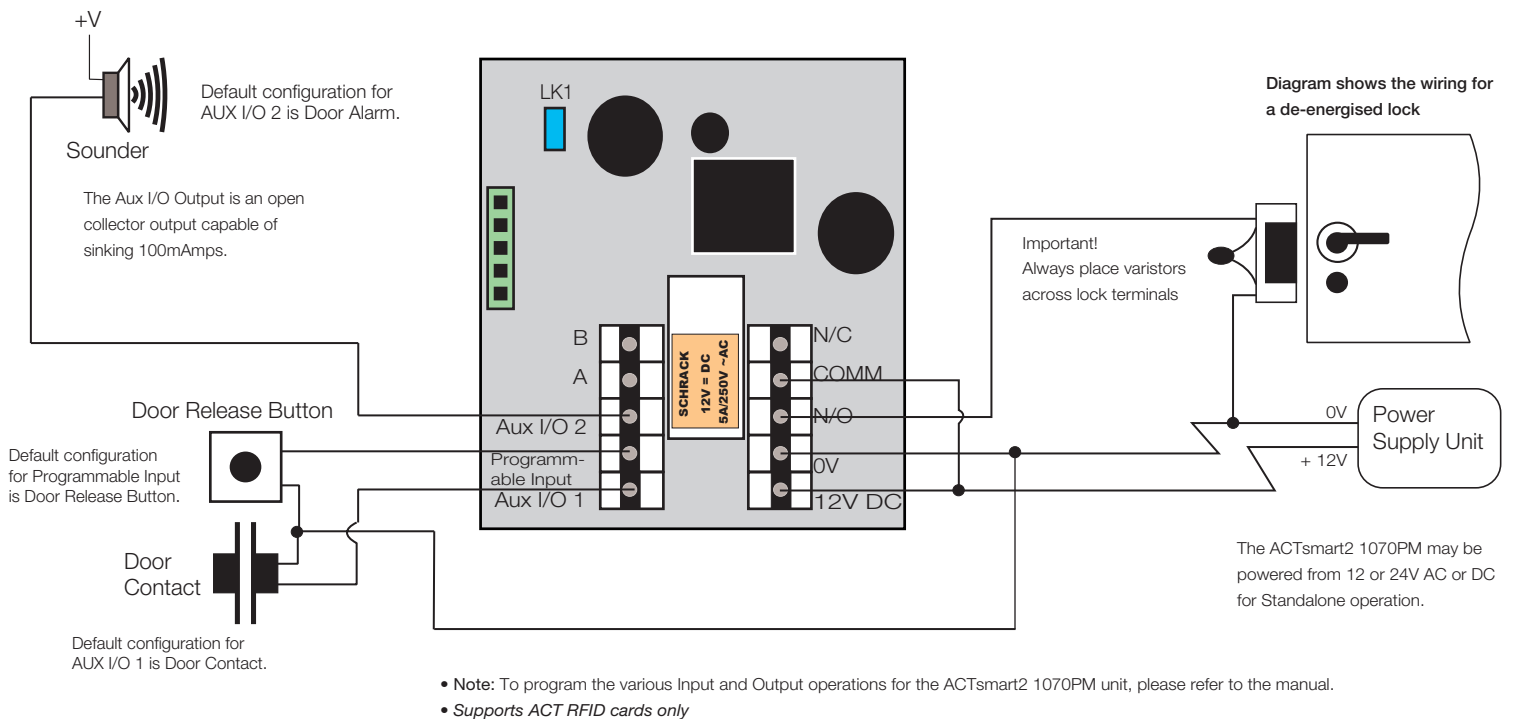 +V
Default configuration for
AUX I/O 2 is Door Alarm.
Sounder
The Aux I/O Output is an open
collector output capable of
sinking 100mAmps.
LK1
Diagram shows the wiring for
a de-energised lock
Important!
Always place varistors
across lock terminals
B
A
Aux I/O 2
Programm-
able Input
Aux I/O 1
SCHRACK
12V = DC
5A/250V ~AC
N/C
COMM
N/O
0V
12V DC
Door Release Button
Default configuration
for Programmable Input
is Door Release Button.
Door
Contact
Default configuration for
AUX I/O 1 is Door Contact.
0V
+ 12V
Power
Supply Unit
The ACTsmart2 1070PM may be
powered from 12 or 24V AC or DC
for Standalone operation.
• Note: To program the various Input and Output operations for the ACTsmart2 1070PM unit, please refer to the manual.
• Supports ACT RFID cards only